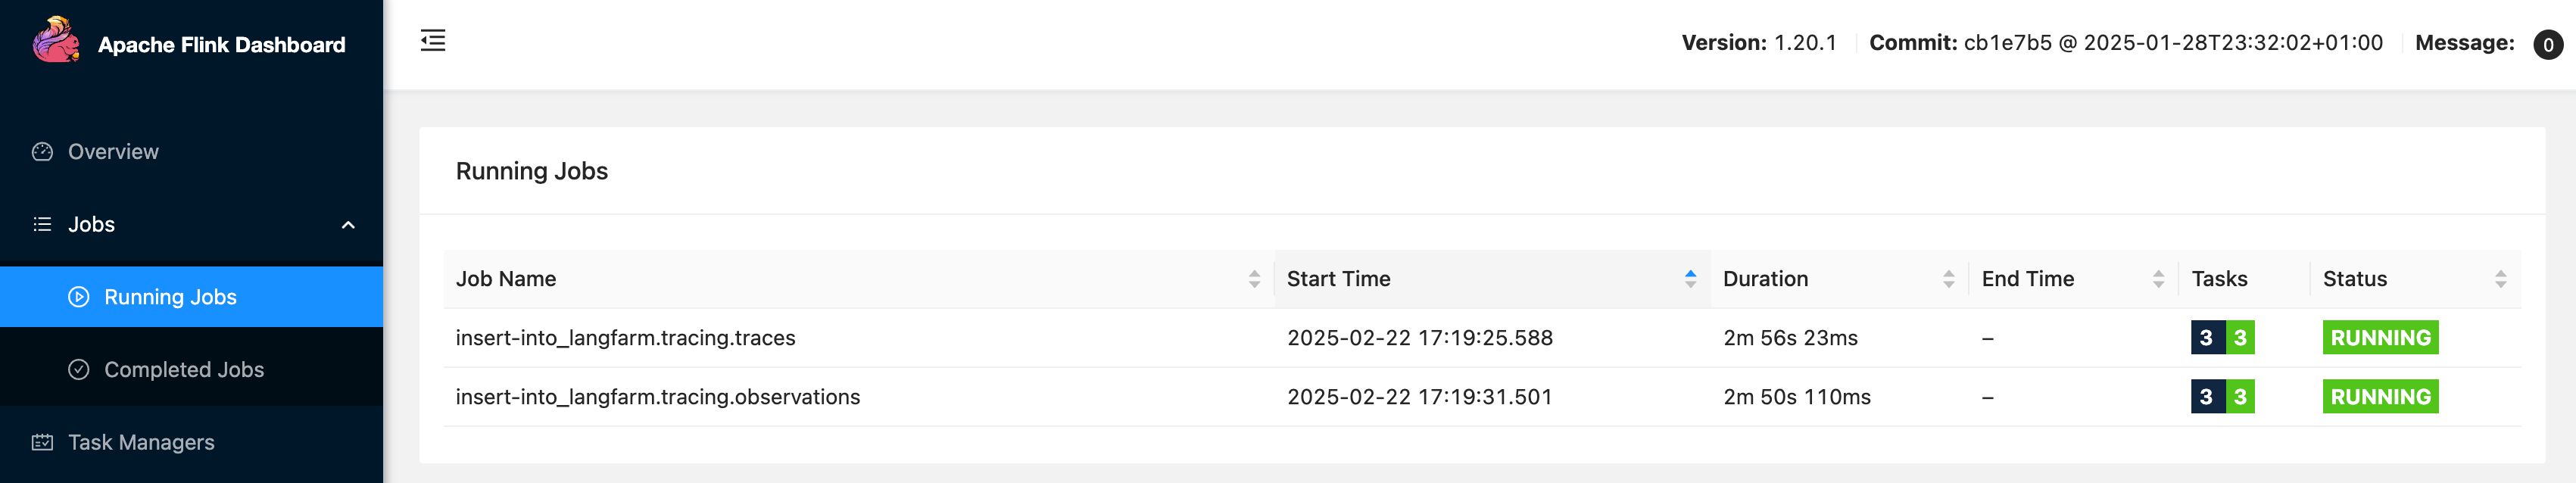 Apache Flink Dashboard
Version: 1.20.1 Commit: cb1e7b5 @ 2025-01-28T23:32:02+01:00 Message: 0
Overview
Jobs
Running Jobs
Completed Jobs
Task Managers
Running Jobs
Job Name Start Time Duration End Time Tasks Status
insert-into_langfarm.tracing.traces 2025-02-22 17:19:25.588 2m 56s 23ms – 3 3 RUNNING
insert-into_langfarm.tracing.observations 2025-02-22 17:19:31.501 2m 50s 110ms – 3 3 RUNNING